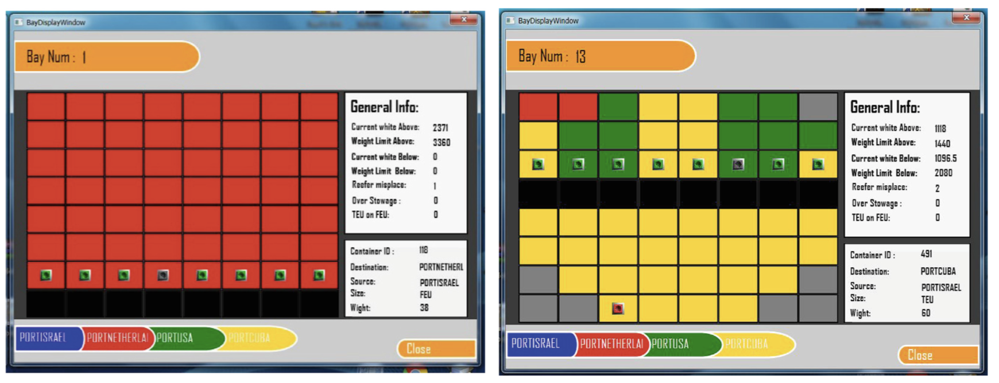 BayDisplayWindow
Bay Num : 1
General Info:
Current white Above: 2371
Weight Limit Above: 3360
Current white Below: 0
Weight Limit Below: 0
Reefer misplace: 1
Over Stowage : 0
TEU on FEU: 0
Container ID : 118
Destination: PORTNETHERL
Source: PORTISRAEL
Size: FEU
Wight: 38
PORTISRAEL PORTNETHERLAI PORTUSA PORTCUBA
Close
BayDisplayWindow
Bay Num : 13
General Info:
Current white Above: 1118
Weight Limit Above: 1440
Current white Below: 1096.5
Weight Limit Below: 2080
Reefer misplace: 2
Over Stowage : 0
TEU on FEU: 0
Container ID : 491
Destination: PORTCUBA
Source: PORTISRAEL
Size: TEU
Wight: 60
PORTISRAEL PORTNETHERLAI PORTUSA PORTCUBA
Close